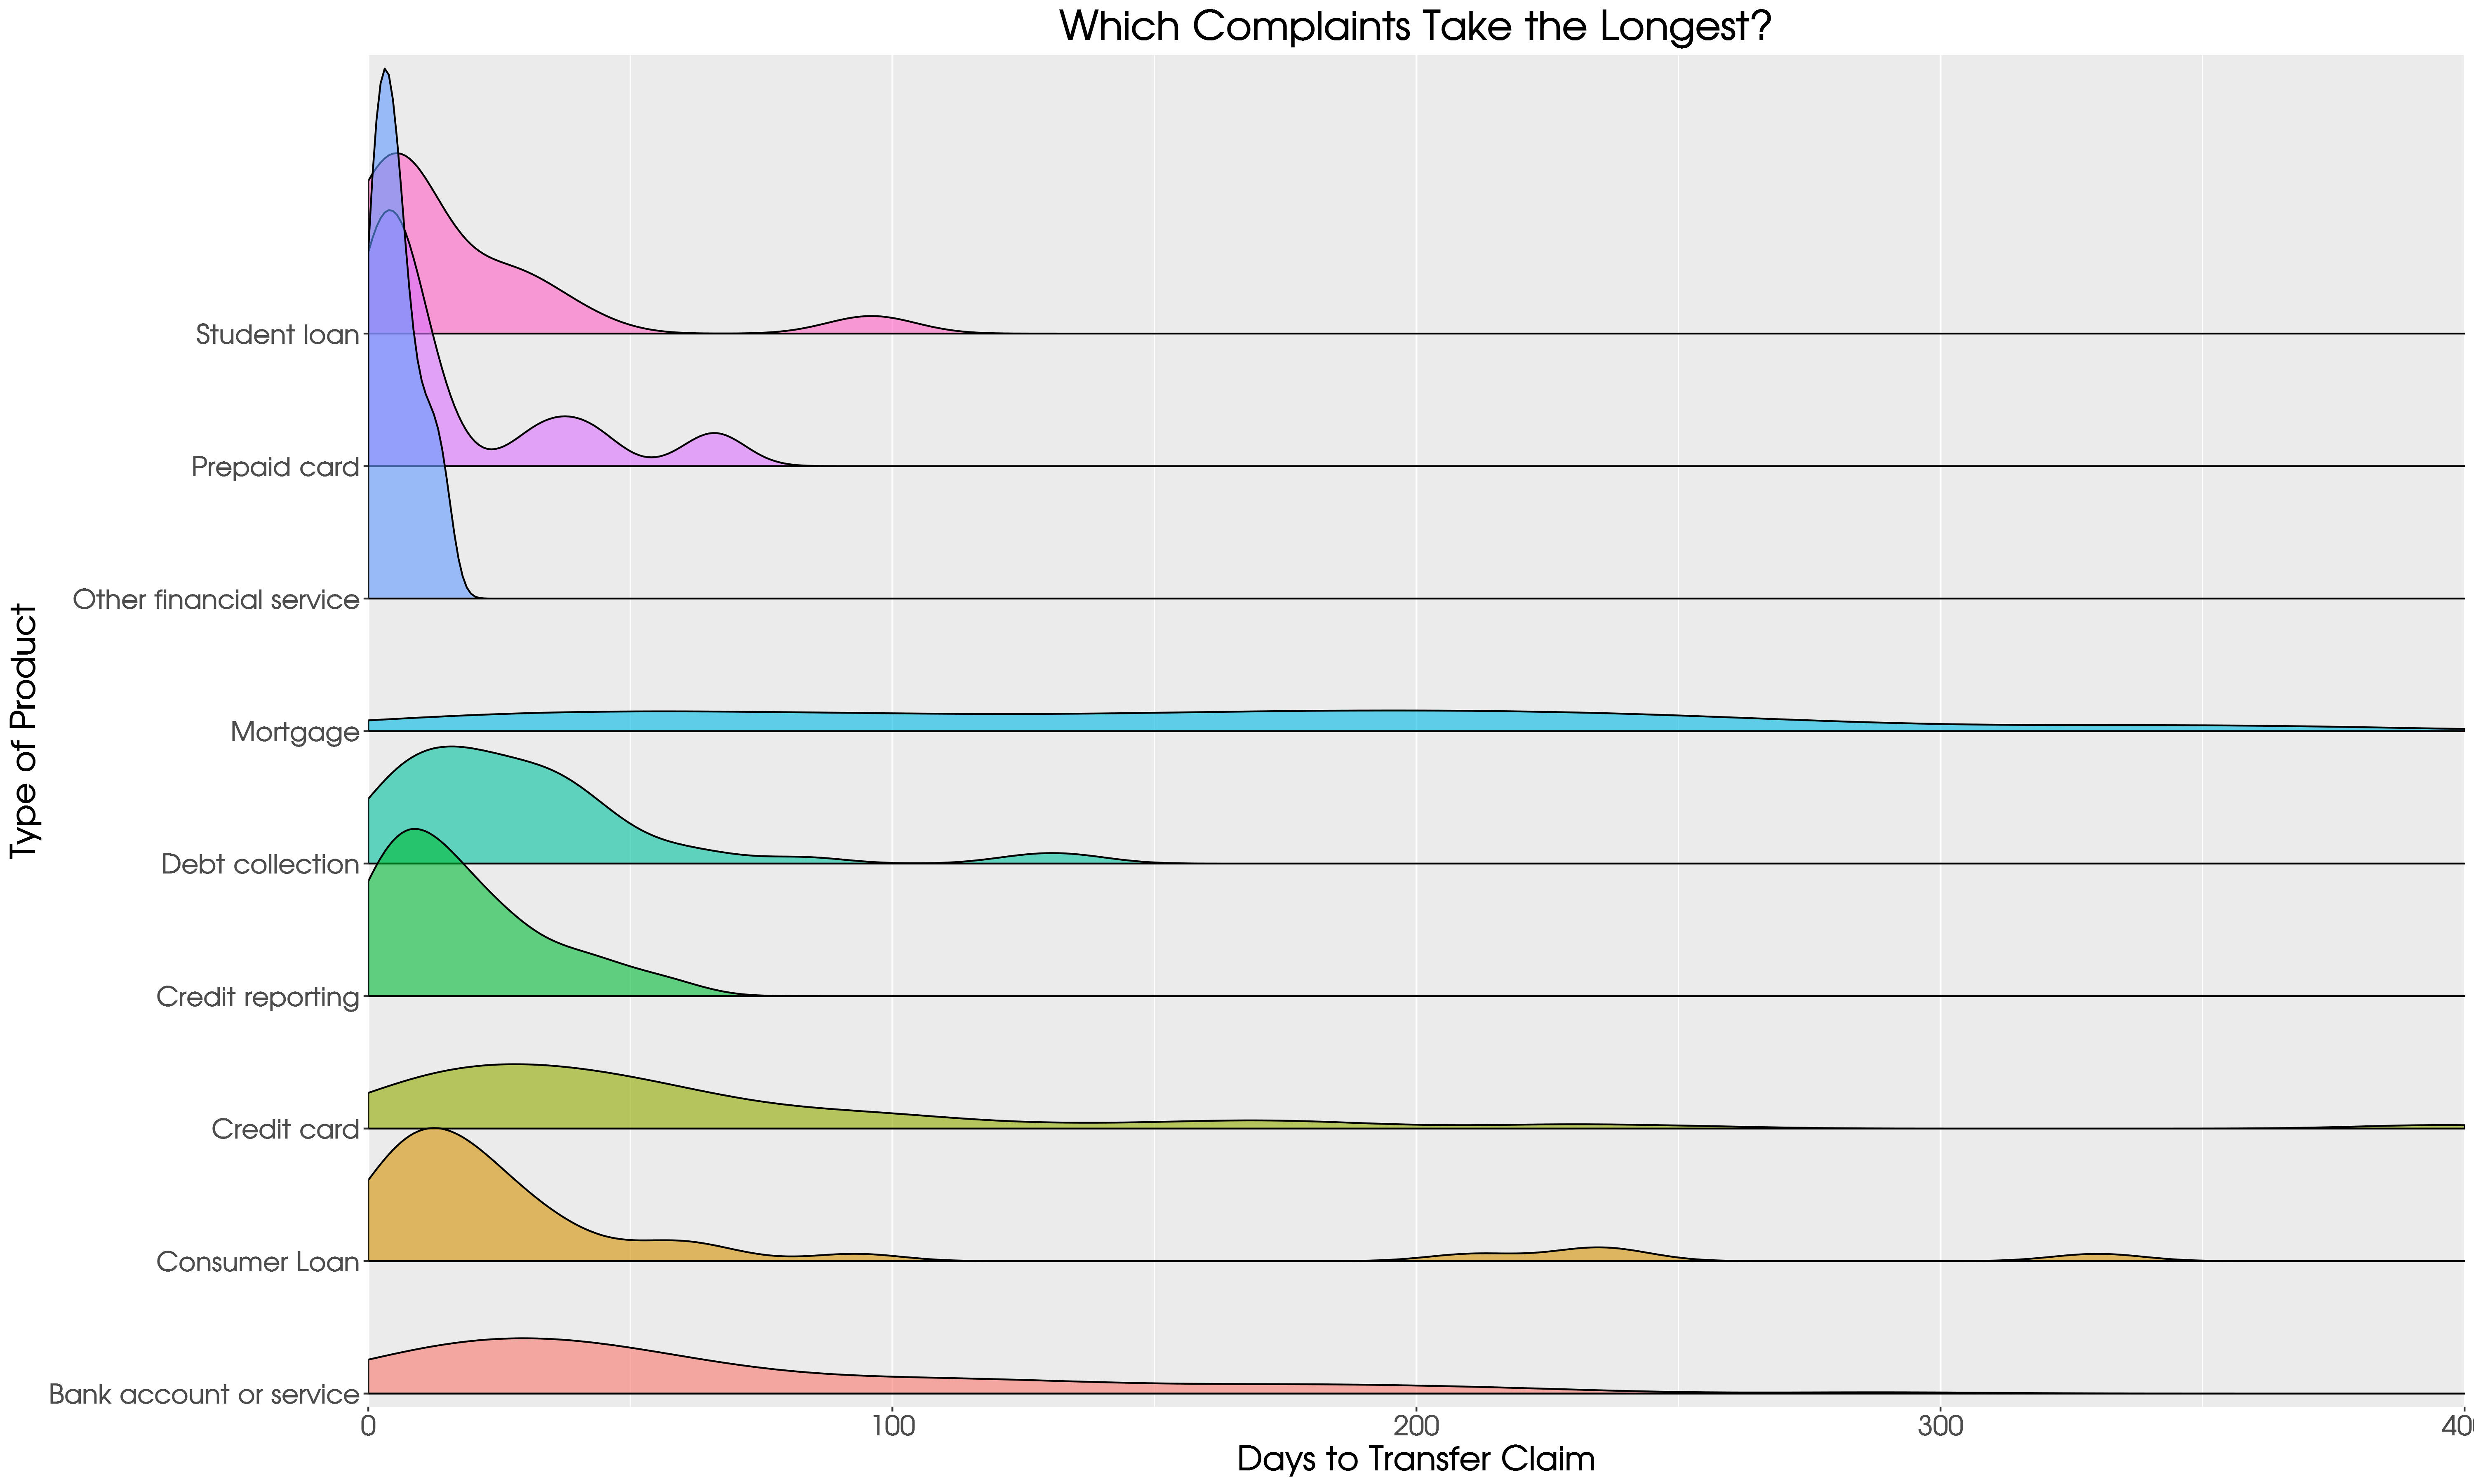 Which Complaints Take the Longest?
Type of Product
Student loan
Prepaid card
Other financial service
Mortgage
Debt collection
Credit reporting
Credit card
Consumer Loan
Bank account or service
0 100 200 300 40
Days to Transfer Claim